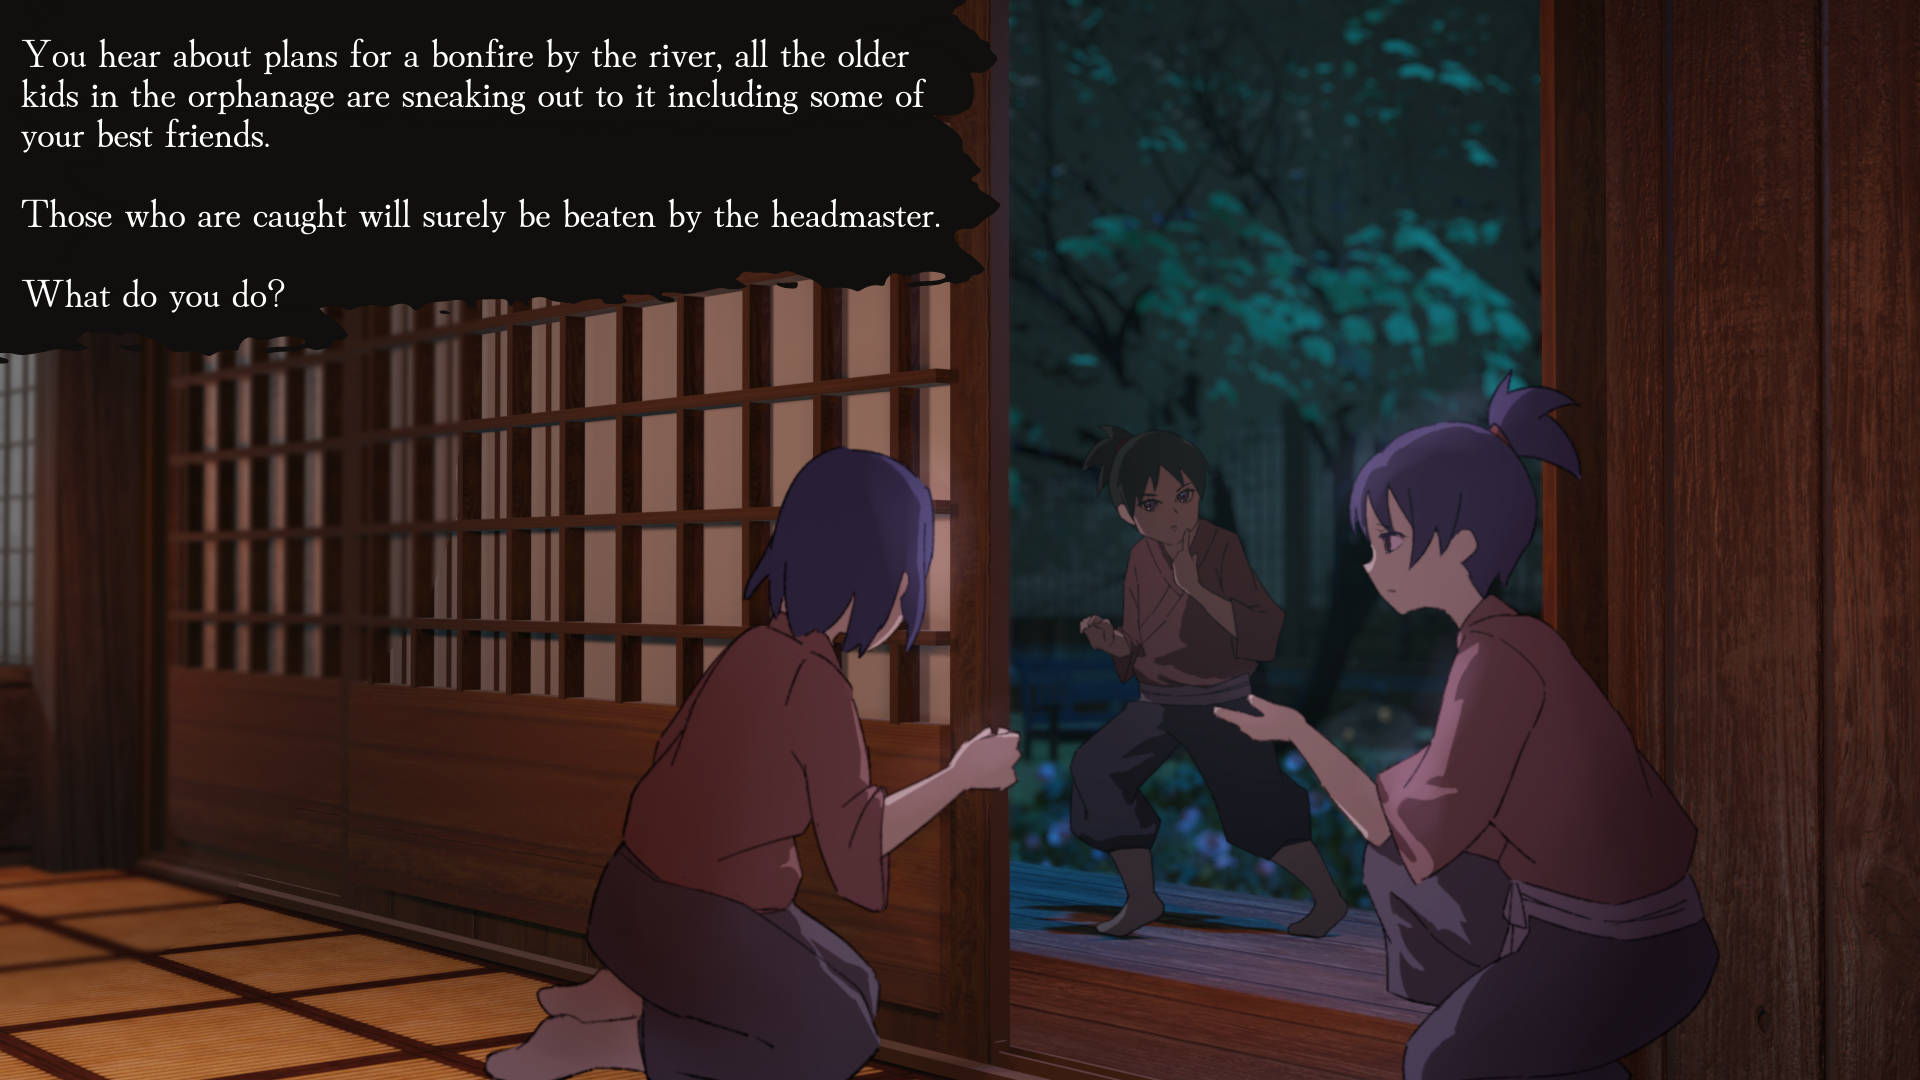 You hear about plans for a bonfire by the river, all the older
kids in the orphanage are sneaking out to it including some of
your best friends.
Those who are caught will surely be beaten by the headmaster.
What do you do?